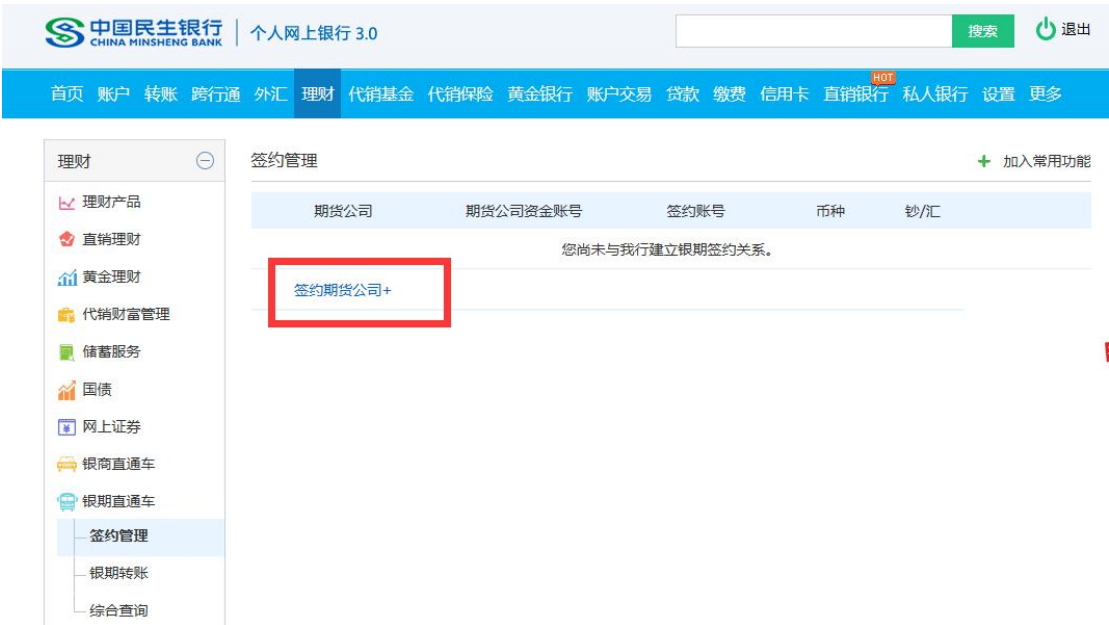 中国民生银行
CHINA MINSHENG BANK
个人网上银行 3.0
搜索
退出
首页 账户 转账 跨行通 外汇 理财 代销基金 代销保险 黄金银行 账户交易 贷款 缴费 信用卡 直销银行 私人银行 设置 更多
HOT
理财
签约管理
+ 加入常用功能
理财产品
直销理财
黄金理财
代销财富管理
储蓄服务
国债
网上证券
银商直通车
银期直通车
签约管理
银期转账
综合查询
期货公司 期货公司资金账号 签约账号 币种 钞/汇
您尚未与我行建立银期签约关系。
签约期货公司+